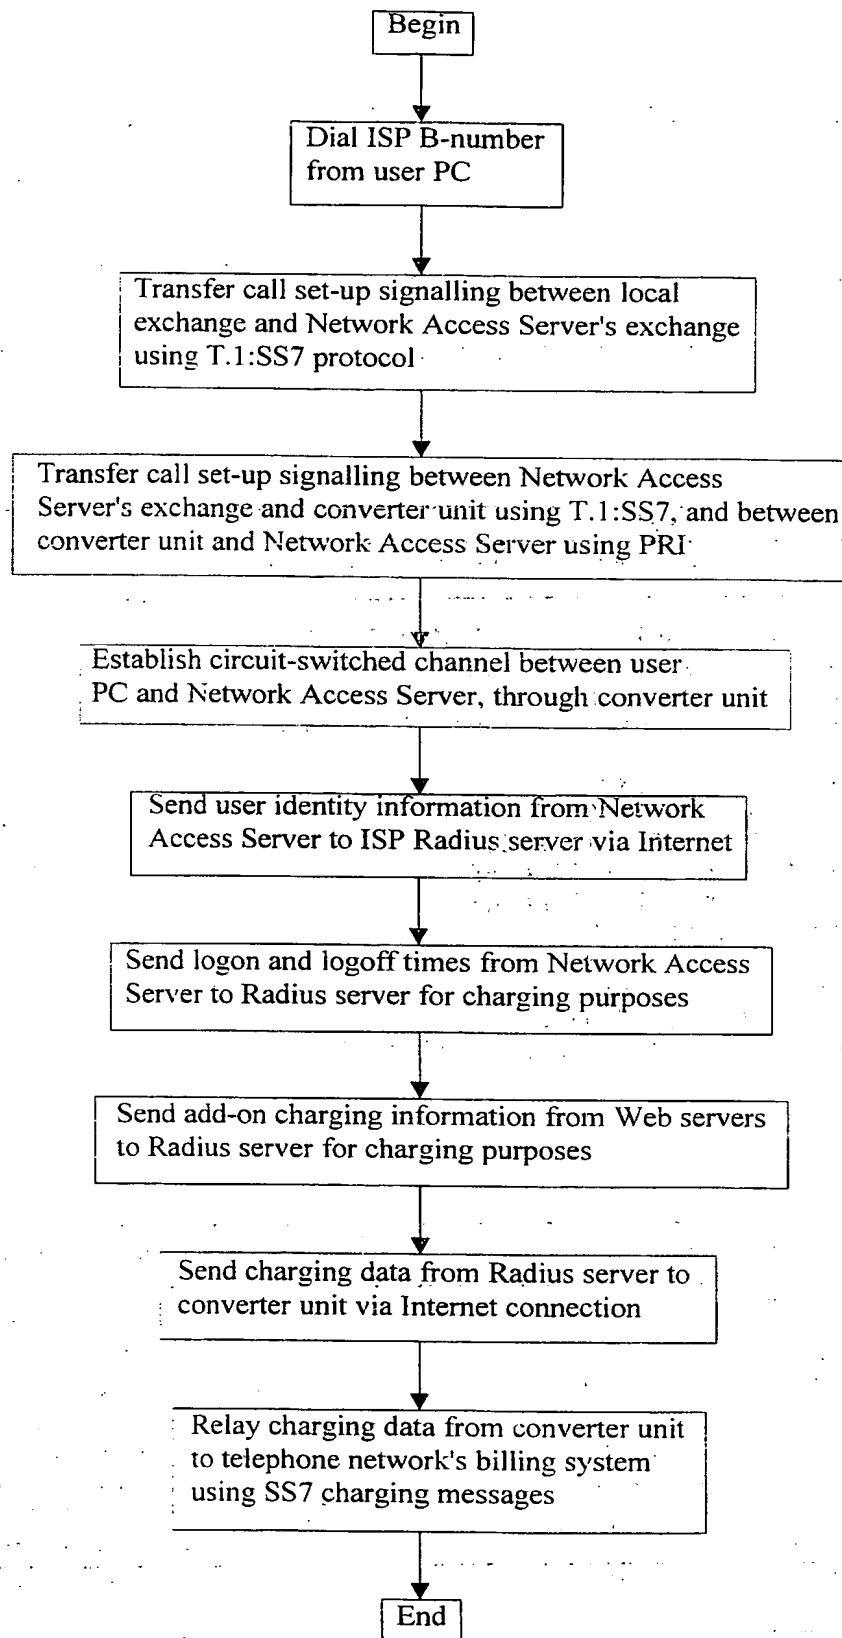 Begin
Dial ISP B-number
from user PC
Transfer call set-up signalling between local
exchange and Network Access Server's exchange
using T.1:SS7 protocol
Transfer call set-up signalling between Network Access
Server's exchange and converter unit using T.1:SS7, and between
converter unit and Network Access Server using PRI
Establish circuit-switched channel between user
PC and Network Access Server, through converter unit
Send user identity information from Network
Access Server to ISP Radius server via Internet
Send logon and logoff times from Network Access
Server to Radius server for charging purposes
Send add-on charging information from Web servers
to Radius server for charging purposes
Send charging data from Radius server to
converter unit via Internet connection
Relay charging data from converter unit
to telephone network's billing system
using SS7 charging messages
End